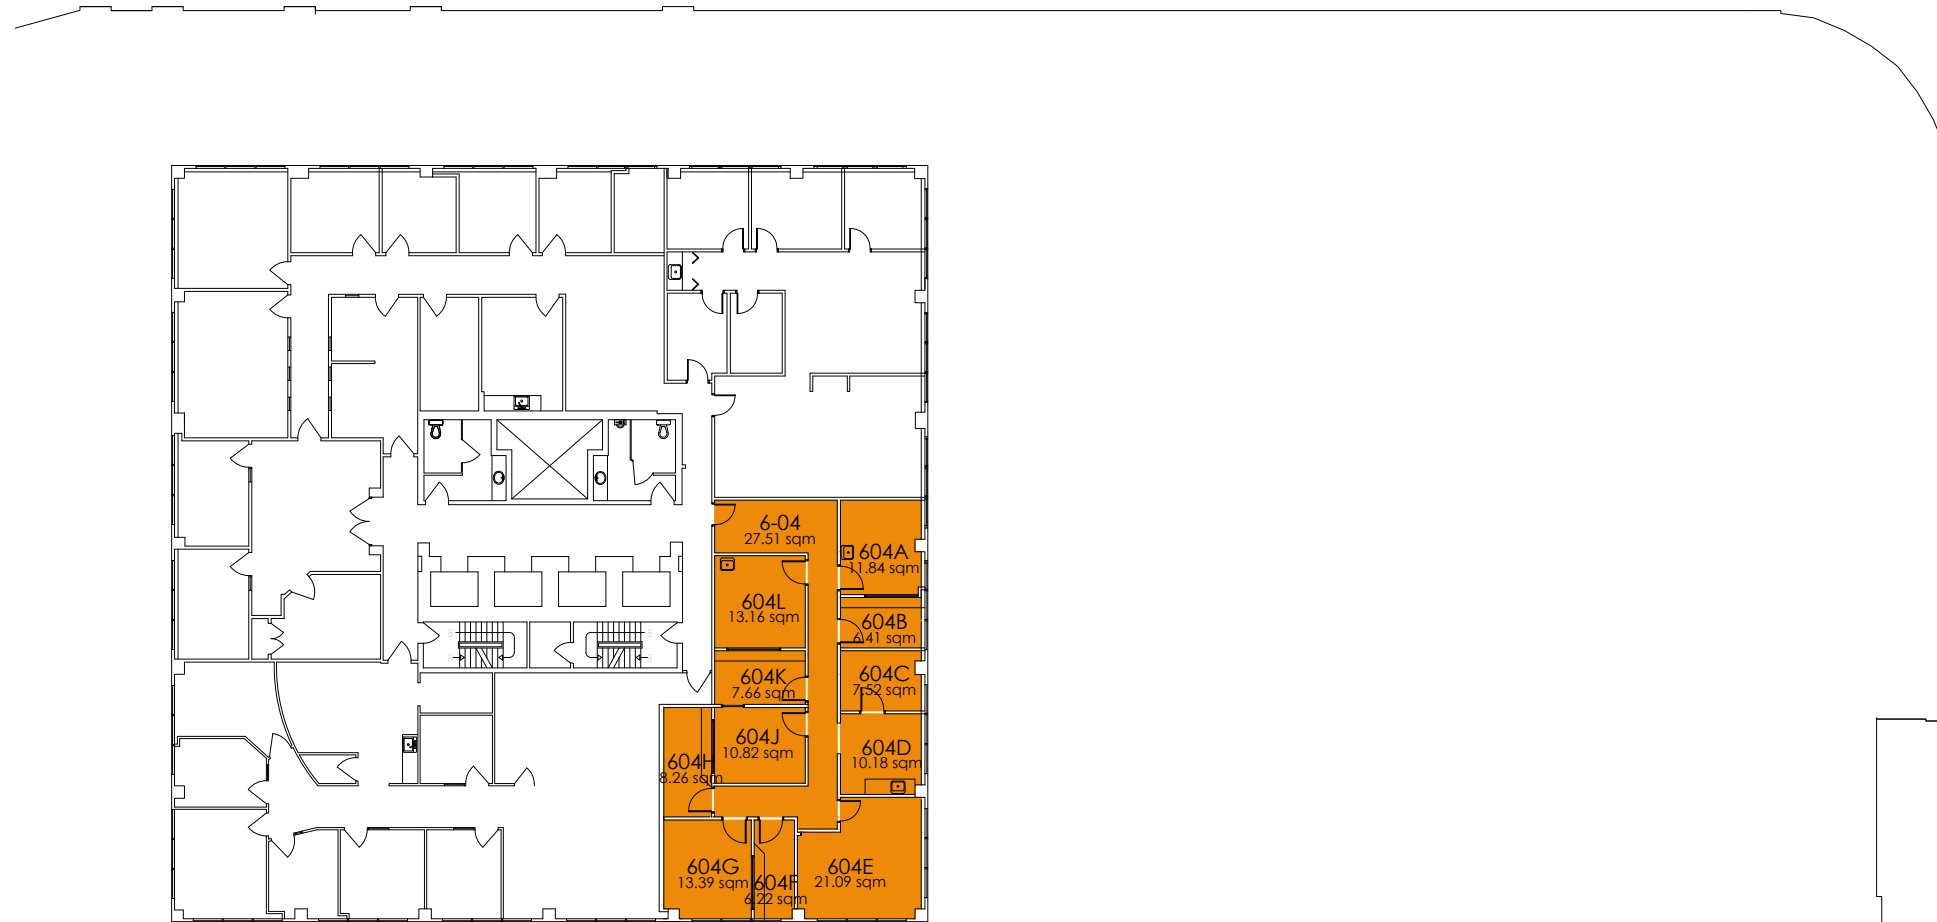 6-04
27.51 sqm
604A
11.84 sqm
604L
13.16 sqm
604B
6.41 sqm
604K
7.66 sqm
604C
7.52 sqm
604J
10.82 sqm
604H
8.26 sqm
604D
10.18 sqm
604G
13.39 sqm
604F
6.22 sqm
604E
21.09 sqm